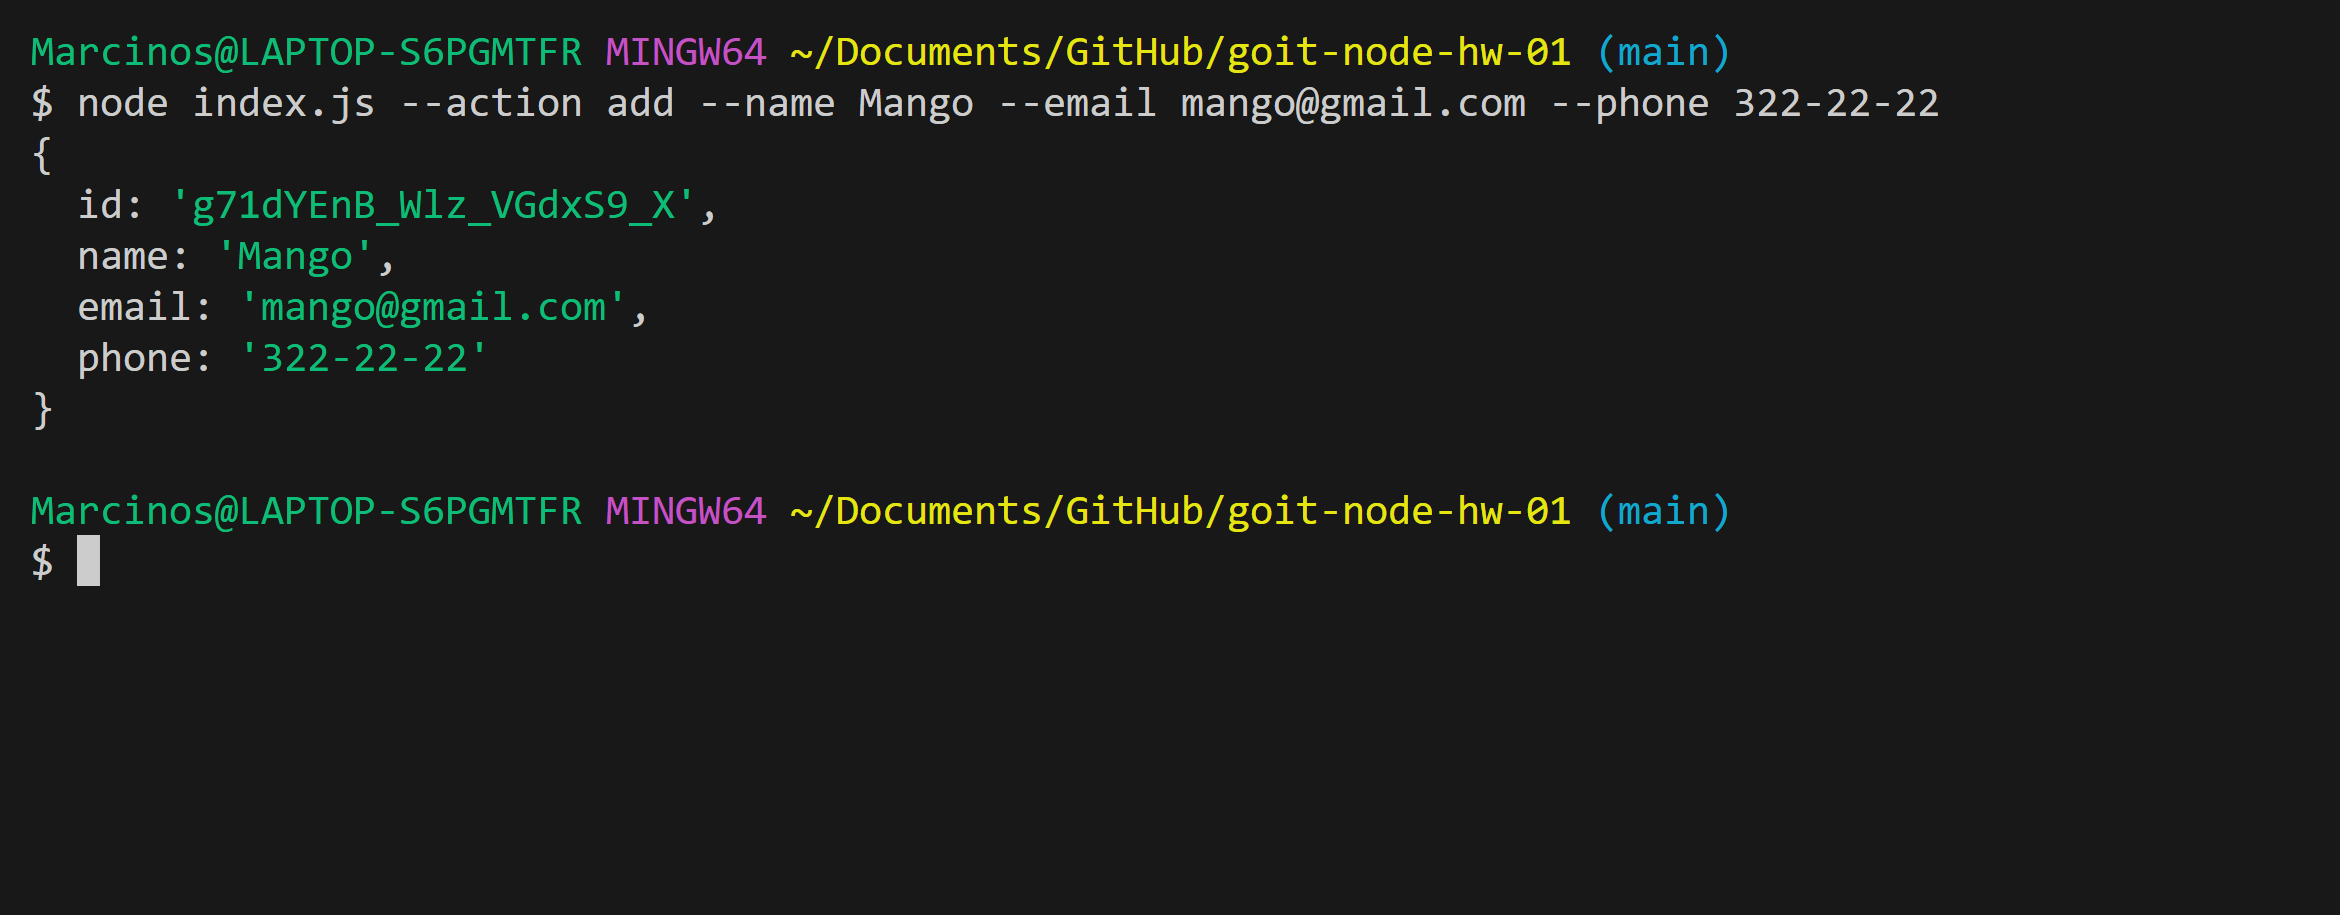 Marcinos@LAPTOP-S6PGMTFR MINGW64 ~/Documents/GitHub/goit-node-hw-01 (main)
$ node index.js --action add --name Mango --email mango@gmail.com --phone 322-22-22
{
  id: 'g71dYEnB_Wlz_VGdxS9_X',
  name: 'Mango',
  email: 'mango@gmail.com',
  phone: '322-22-22'
}
Marcinos@LAPTOP-S6PGMTFR MINGW64 ~/Documents/GitHub/goit-node-hw-01 (main)
$